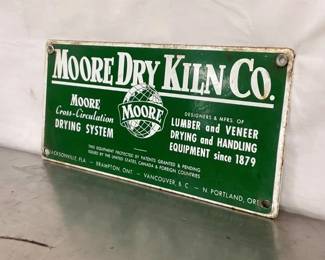 MOORE DRY KILN CO.
MOORE
Cross-Circulation
DRYING SYSTEM
MOORE
DESIGNERS & MFRS. OF
LUMBER and VENEER
DRYING and HANDLING
EQUIPMENT since 1879
THIS EQUIPMENT PROTECTED BY PATENTS GRANTED & PENDING
ISSUED BY THE UNITED STATES, CANADA & FOREIGN COUNTRIES
JACKSONVILLE, FLA. — BRAMPTON, ONT. — VANCOUVER, B. C. — N. PORTLAND, ORE.